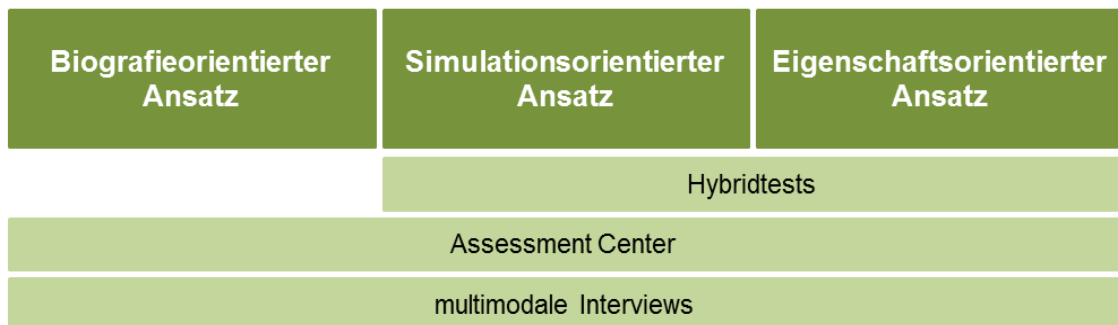 Biografieorientierter
Ansatz
Simulationsorientierter
Ansatz
Eigenschaftsorientierter
Ansatz
Hybridtests
Assessment Center
multimodale Interviews